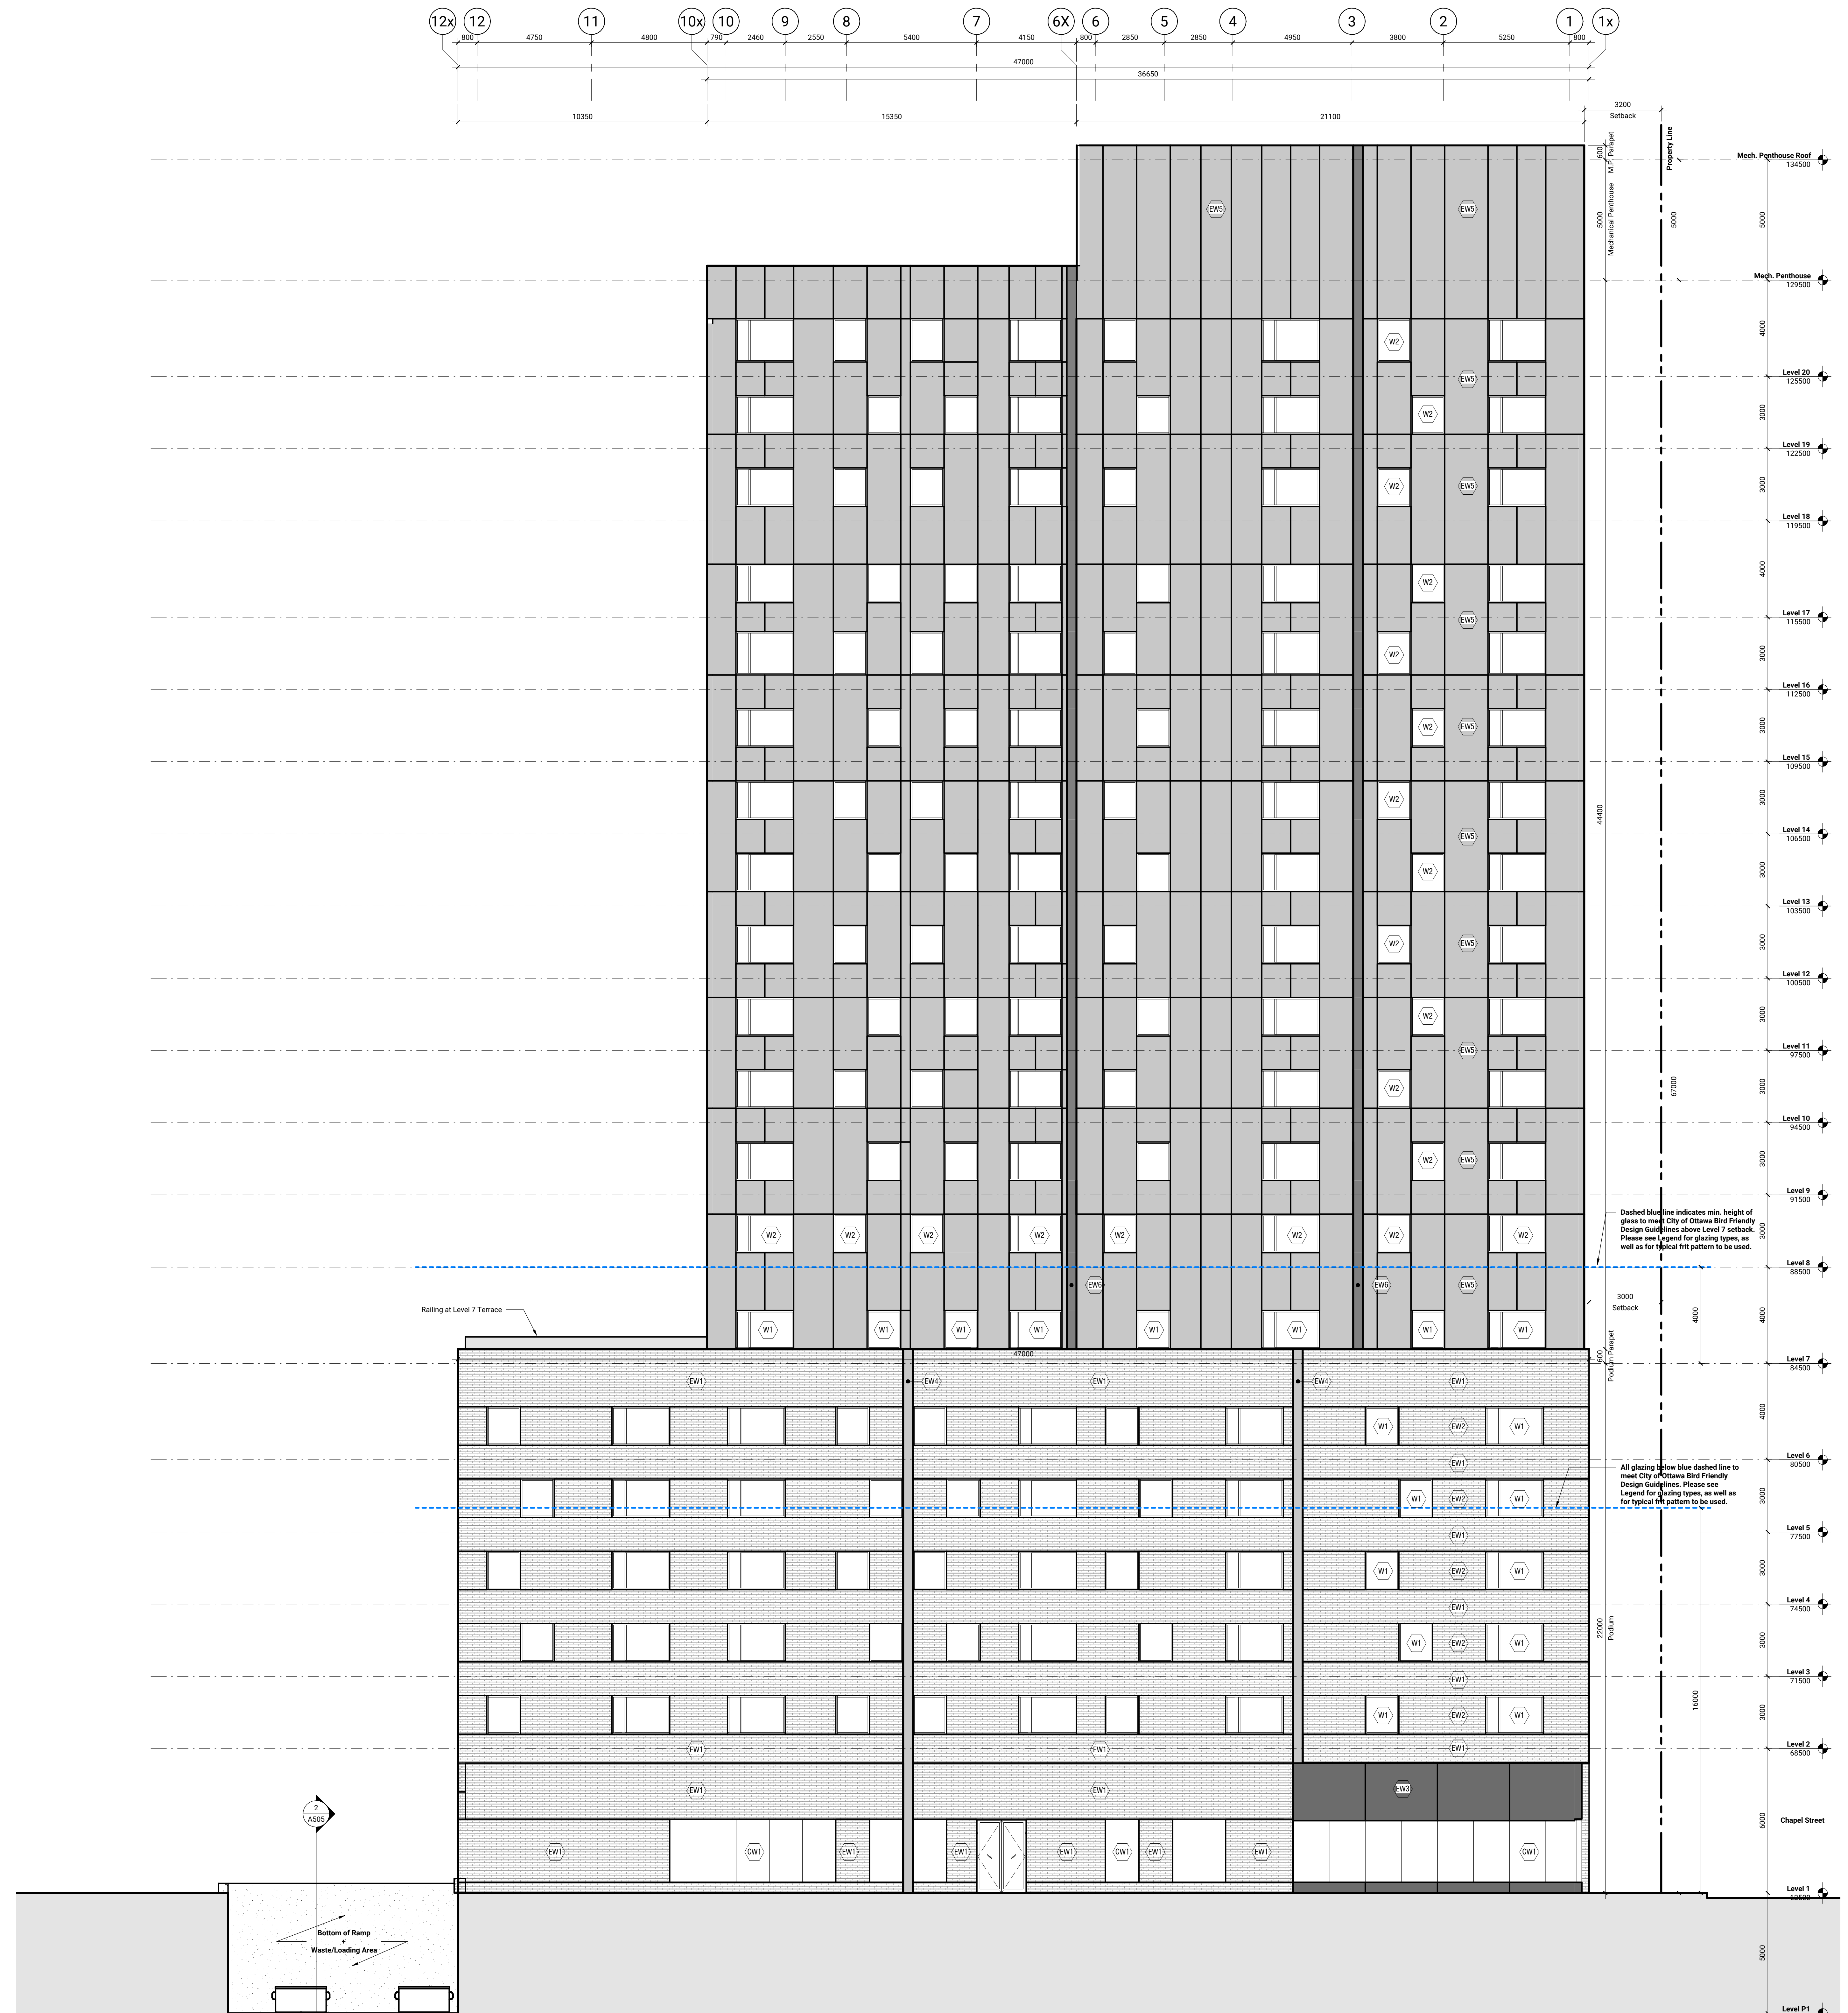 12x 12 11 10x 10 9 8 7 6X 6 5 4 3 2 1 1x
800 4750 4800 790 2460 2550 5400 4150 800 2850 2850 4950 3800 5250 800
47000
36650
10350 15350 21100
3200
Setback
Property Line
600
M.P. Parapet
5000
Mechanical Penthouse
5000
5000
Mech. Penthouse Roof
134500
EW5 EW5
Mech. Penthouse
129500
4000
W2
Level 20
125500
EW5
3000
W2
Level 19
122500
3000
W2 EW5
Level 18
119500
4000
W2
Level 17
115500
EW5
3000
W2
Level 16
112500
3000
W2 EW5
Level 15
109500
3000
W2
44400
Level 14
106500
EW5
3000
W2
Level 13
103500
3000
W2 EW5
Level 12
100500
3000
W2
Level 11
97500
EW5
3000
W2
67000
Level 10
94500
3000
W2 EW5
Level 9
91500
Dashed blue line indicates min. height of
glass to meet City of Ottawa Bird Friendly
Design Guidelines above Level 7 setback.
Please see Legend for glazing types, as
well as for typical frit pattern to be used.
3000
W2 W2 W2 W2 W2 W2 W2 W2
Level 8
88500
EW6 EW6 EW5
3000
Setback
Railing at Level 7 Terrace
4000
4000
W1 W1 W1 W1 W1 W1 W1 W1
47000
600
Podium Parapet
Level 7
84500
EW1 EW4 EW1 EW4 EW1
4000
W1 EW2 W1
Level 6
80500
EW1
All glazing below blue dashed line to
meet City of Ottawa Bird Friendly
Design Guidelines. Please see
Legend for glazing types, as well as
for typical frit pattern to be used.
3000
W1 EW2 W1
Level 5
77500
EW1
3000
W1 EW2 W1
Level 4
74500
EW1
22000
Podium
3000
W1 EW2 W1
Level 3
71500
EW1
16000
3000
W1 EW2 W1
Level 2
68500
EW1 EW1 EW1
EW1 EW1 EW3
2
A505
6000
Chapel Street
EW1 CW1 EW1 EW1 EW1 CW1 EW1 EW1 CW1
Level 1
62500
Bottom of Ramp
+
Waste/Loading Area
5000
Level P1